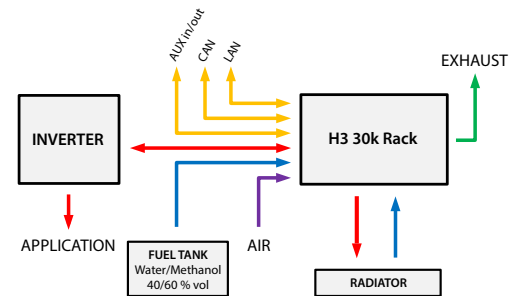 AUX in/out
CAN
LAN
EXHAUST
INVERTER
H3 30k Rack
APPLICATION
FUEL TANK
Water/Methanol
40/60 % vol
AIR
RADIATOR